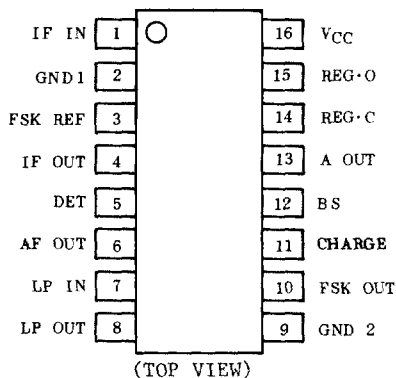 IF IN 1 16 VCC
GND1 2 15 REG·O
FSK REF 3 14 REG·C
IF OUT 4 13 A OUT
DET 5 12 BS
AF OUT 6 11 CHARGE
LP IN 7 10 FSK OUT
LP OUT 8 9 GND 2
(TOP VIEW)